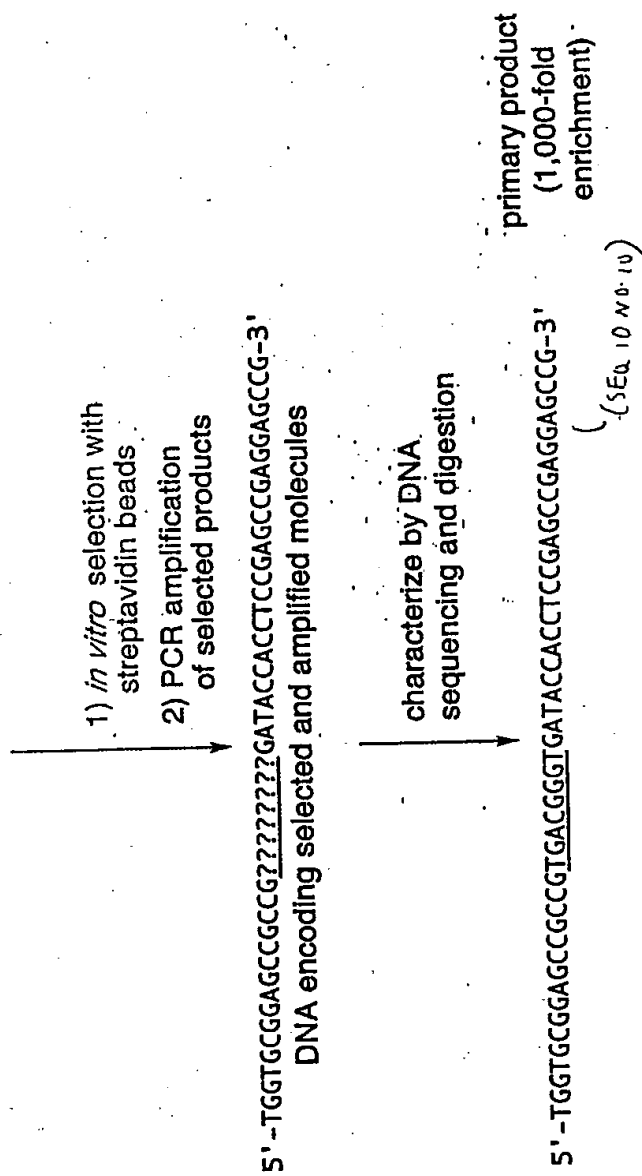 1) in vitro selection with
streptavidin beads
2) PCR amplification
of selected products
5'-TGGTGCGGAGCCGCCG????????GATACCACCTCCGAGCCGAGGAGCCG-3'
DNA encoding selected and amplified molecules
characterize by DNA
sequencing and digestion
5'-TGGTGCGGAGCCGCCGTGACGGGTGATACCACCTCCGAGCCGAGGAGCCG-3'
primary product
(1,000-fold
enrichment)
(SEQ ID NO. 10)